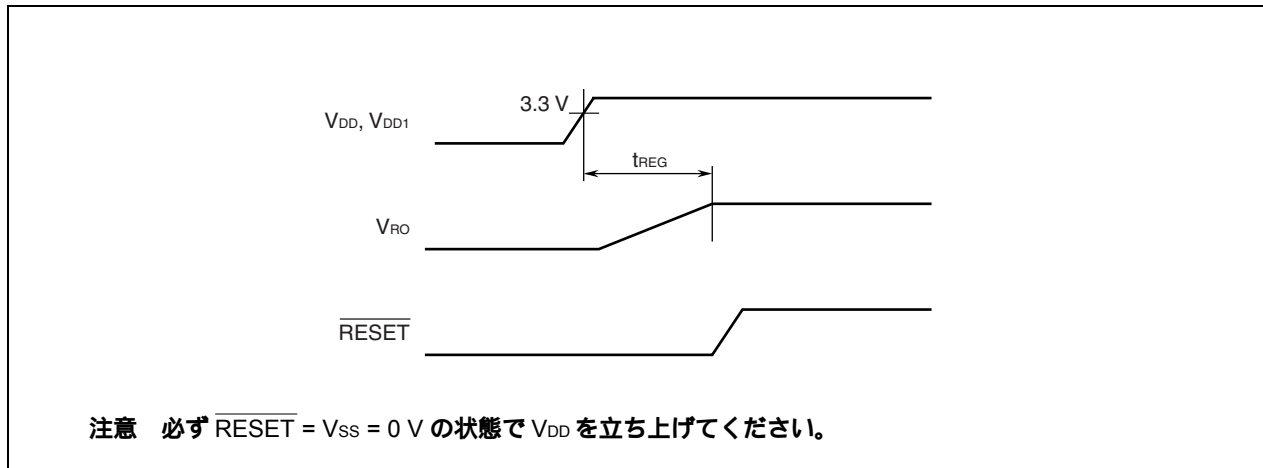 3.3 V
VDD, VDD1
tREG
VRO
RESET
注意 必ず RESET = VSS = 0 V の状態で VDD を立ち上げてください。